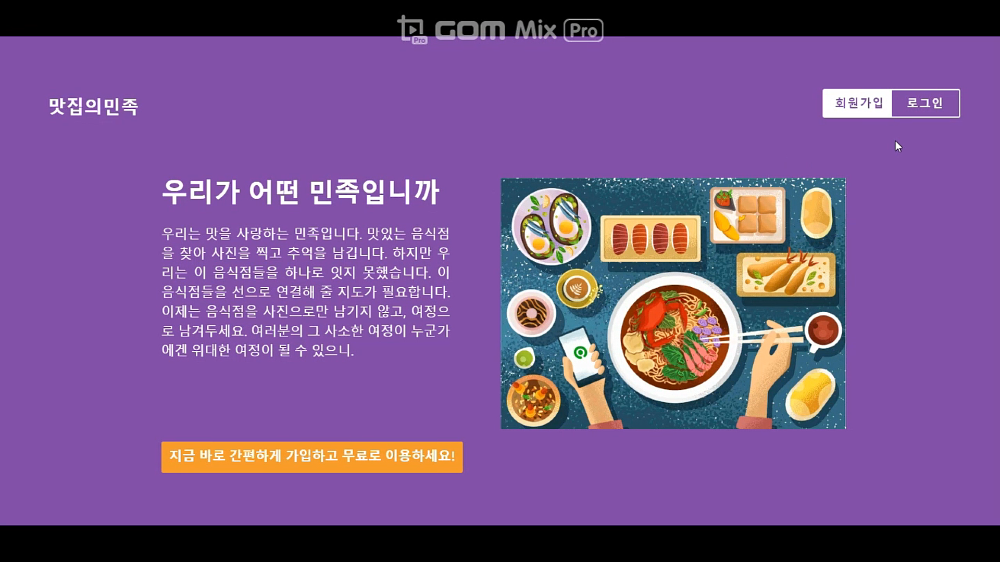 Pro GOM Mix Pro
맛집의민족
회원가입 로그인
우리가 어떤 민족입니까
우리는 맛을 사랑하는 민족입니다. 맛있는 음식점
을 찾아 사진을 찍고 추억을 남깁니다. 하지만 우
리는 이 음식점들을 하나로 잇지 못했습니다. 이
음식점들을 선으로 연결해 줄 지도가 필요합니다.
이제는 음식점을 사진으로만 남기지 않고, 여정으
로 남겨두세요. 여러분의 그 사소한 여정이 누군가
에겐 위대한 여정이 될 수 있으니.
지금 바로 간편하게 가입하고 무료로 이용하세요!